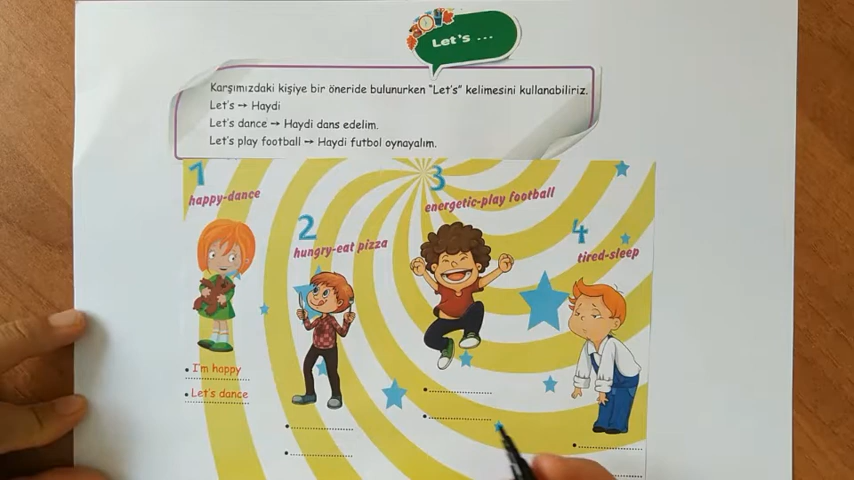 Let's ...
Karşımızdaki kişiye bir öneride bulunurken "Let's" kelimesini kullanabiliriz.
Let's → Haydi
Let's dance → Haydi dans edelim.
Let's play football → Haydi futbol oynayalım.
1
happy-dance
2
hungry-eat pizza
3
energetic-play football
4
tired-sleep
I'm happy
Let's dance